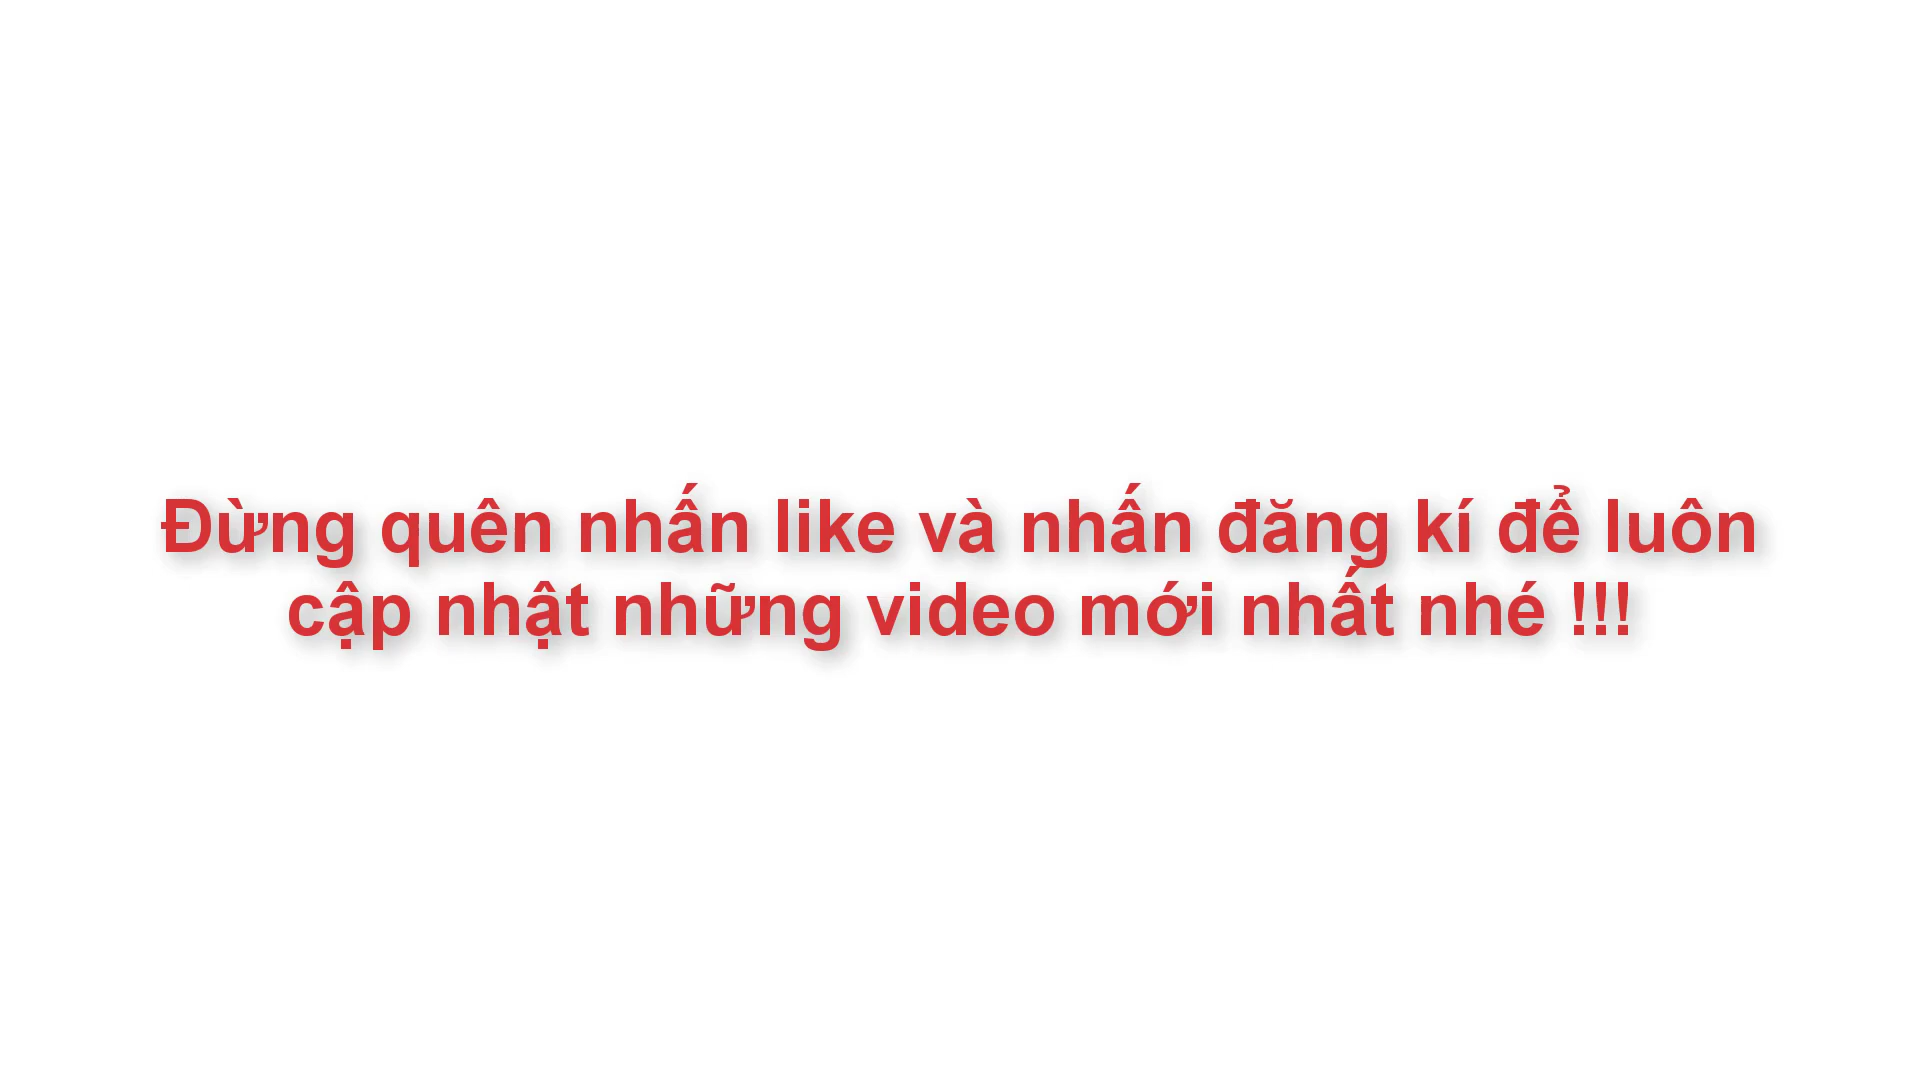 Đừng quên nhấn like và nhấn đăng kí để luôn
cập nhật những video mới nhất nhé !!!